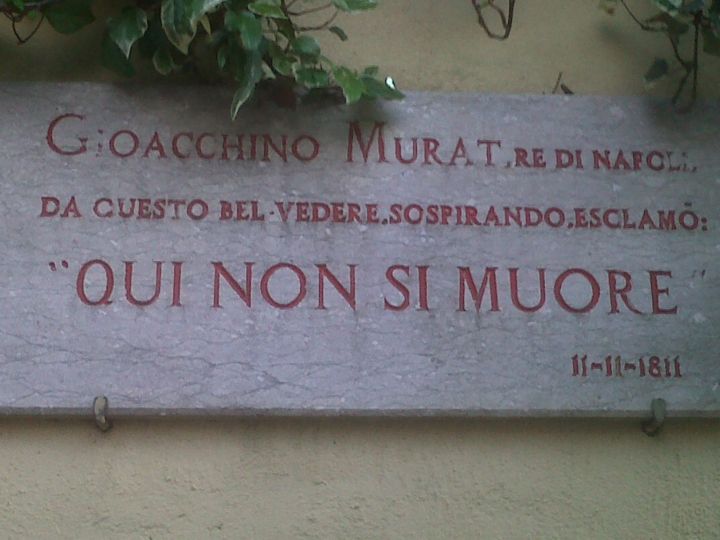 GIOACCHINO MURAT, RE DI NAPOLI,
DA QUESTO BEL-VEDERE, SOSPIRANDO, ESCLAMÒ:
"QUI NON SI MUORE"
11-11-1811